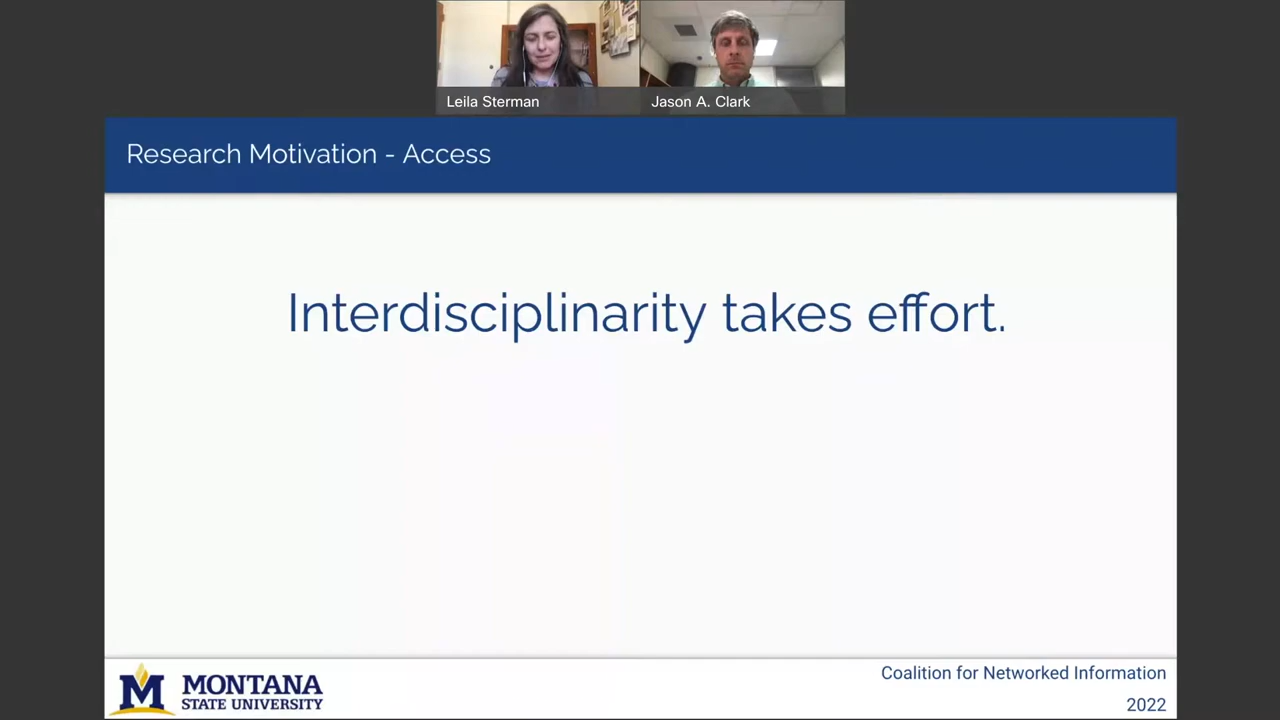 Leila Sterman
Jason A. Clark
Research Motivation - Access
Interdisciplinarity takes effort.
M MONTANA
STATE UNIVERSITY
Coalition for Networked Information
2022